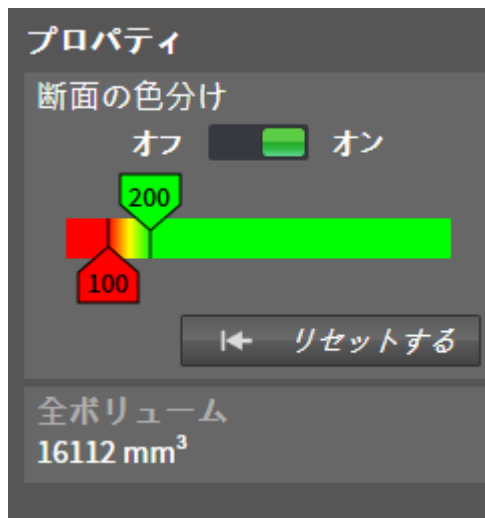 プロパティ
断面の色分け
オフ オン
200
100
リセットする
全ボリューム
16112 mm³